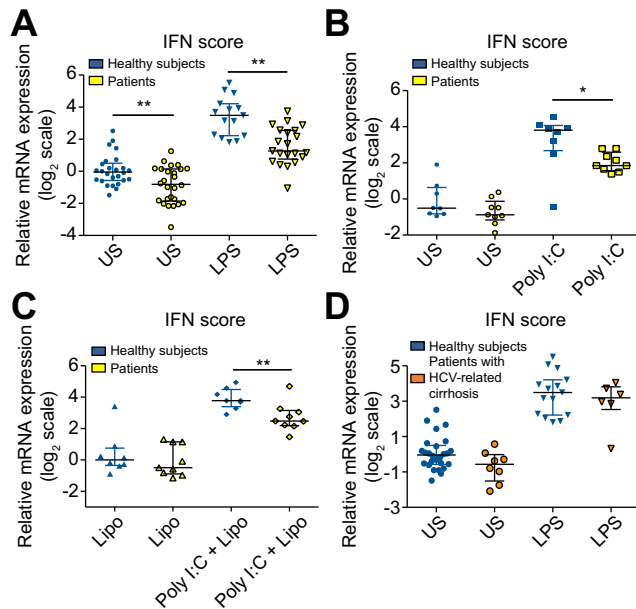 A
IFN score
Healthy subjects
Patients
**
**
Relative mRNA expression
(log2 scale)
6
4
2
0
-2
-4
US
US
LPS
LPS
B
IFN score
Healthy subjects
Patients
*
Relative mRNA expression
(log2 scale)
6
4
2
0
-2
US
US
Poly I:C
Poly I:C
C
IFN score
Healthy subjects
Patients
**
Relative mRNA expression
(log2 scale)
6
4
2
0
-2
Lipo
Lipo
Poly I:C + Lipo
Poly I:C + Lipo
D
IFN score
Healthy subjects
Patients with
HCV-related
cirrhosis
Relative mRNA expression
(log2 scale)
5
3
1
-1
-3
US
US
LPS
LPS